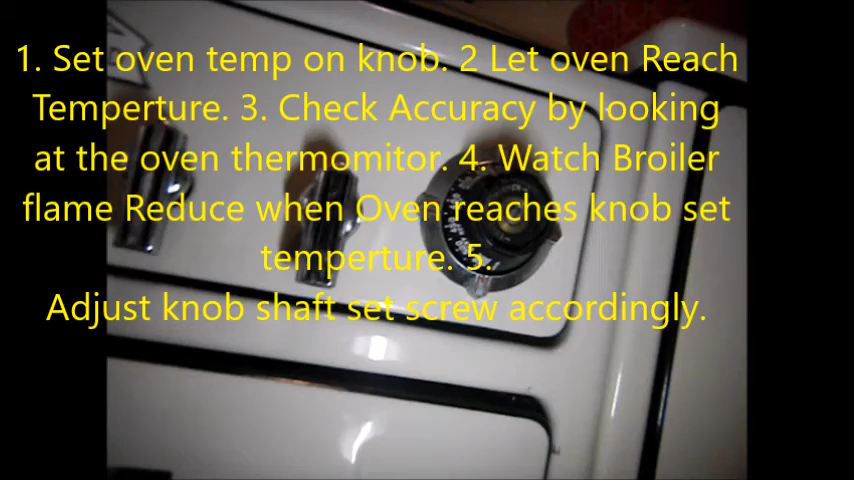 1. Set oven temp on knob. 2 Let oven Reach
Temperture. 3. Check Accuracy by looking
at the oven thermomitor. 4. Watch Broiler
flame Reduce when Oven reaches knob set
temperture. 5.
Adjust knob shaft set screw accordingly.